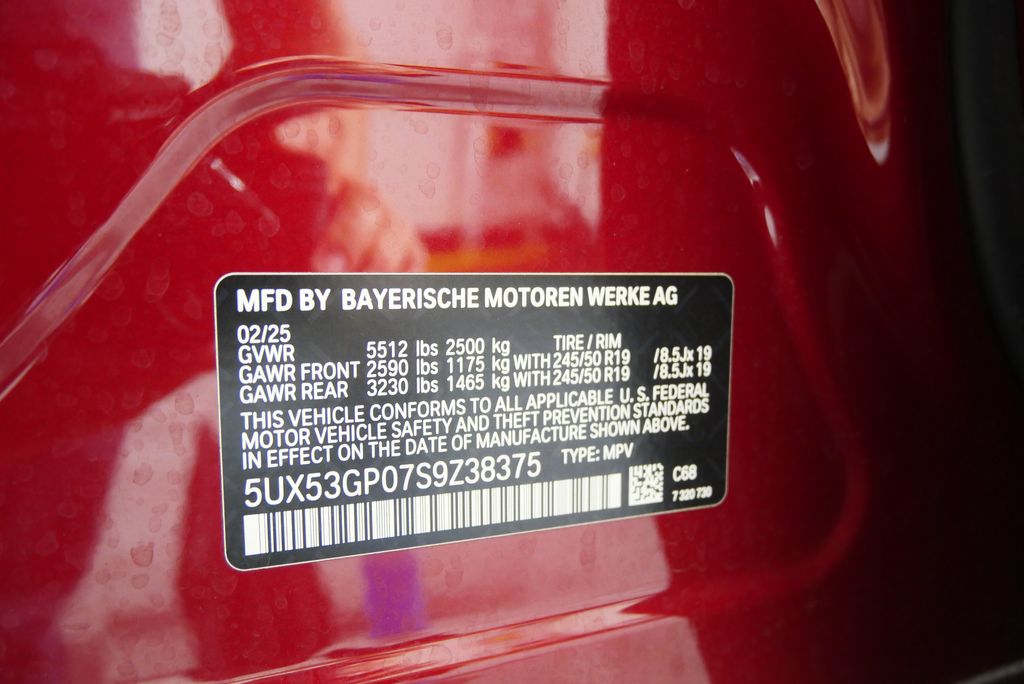 MFD BY BAYERISCHE MOTOREN WERKE AG
02/25
GVWR 5512 lbs 2500 kg TIRE / RIM
GAWR FRONT 2590 lbs 1175 kg WITH 245/50 R19 /8.5Jx 19
GAWR REAR 3230 lbs 1465 kg WITH 245/50 R19 /8.5Jx 19
THIS VEHICLE CONFORMS TO ALL APPLICABLE U. S. FEDERAL
MOTOR VEHICLE SAFETY AND THEFT PREVENTION STANDARDS
IN EFFECT ON THE DATE OF MANUFACTURE SHOWN ABOVE.
5UX53GP07S9Z38375 TYPE: MPV
C68
7 320 730